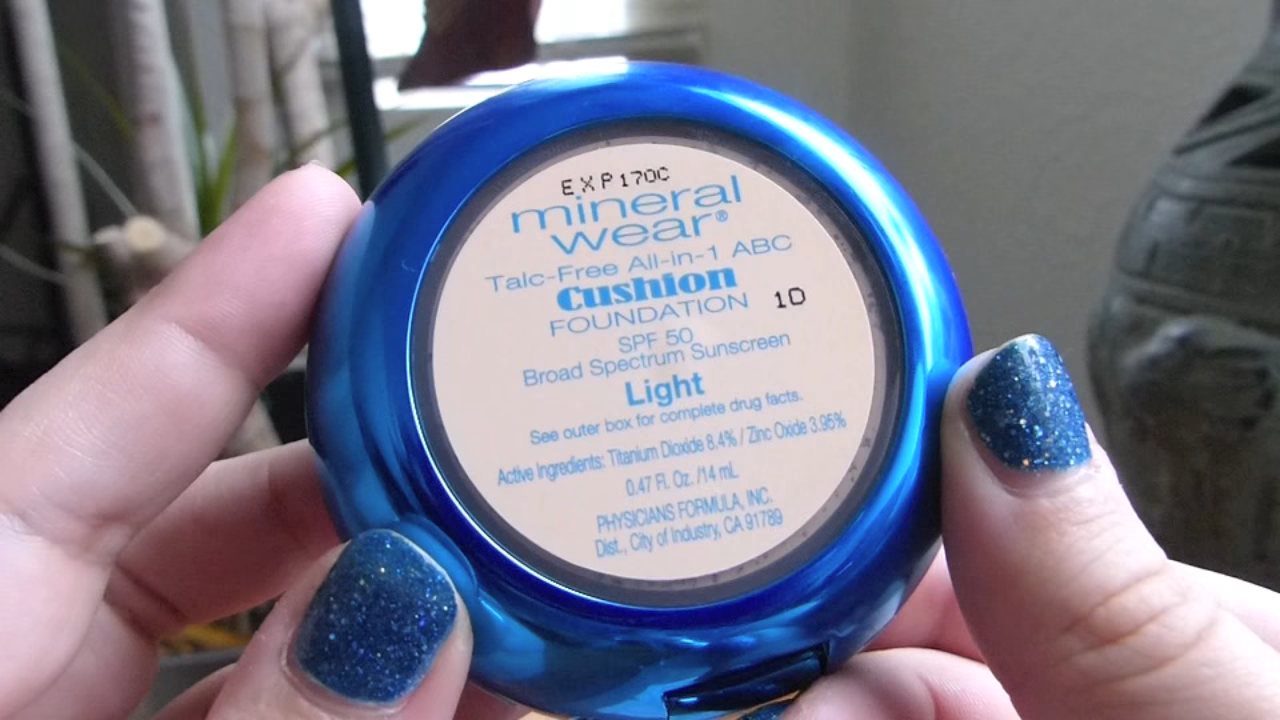 EXP170C
mineral
wear®
Talc-Free All-in-1 ABC
Cushion
FOUNDATION 1D
SPF 50
Broad Spectrum Sunscreen
Light
See outer box for complete drug facts.
Active Ingredients: Titanium Dioxide 8.4% / Zinc Oxide 3.95%
0.47 Fl. Oz. /14 mL
PHYSICIANS FORMULA, INC.
Dist., City of Industry, CA 91789